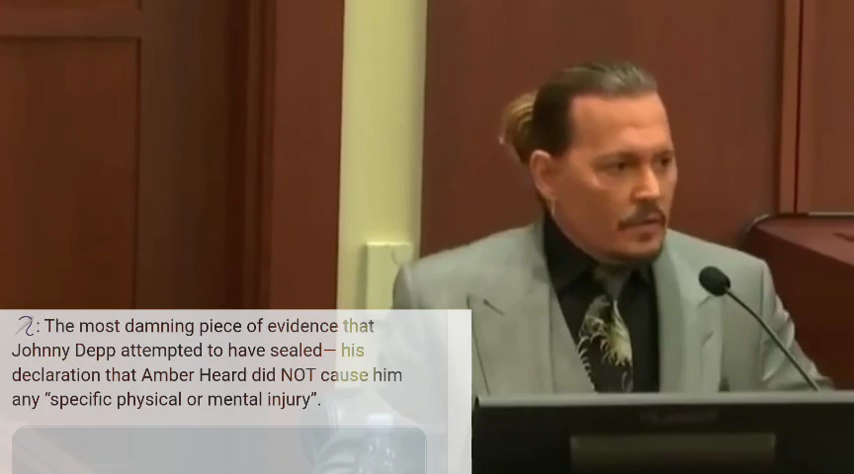 : The most damning piece of evidence that
Johnny Depp attempted to have sealed— his
declaration that Amber Heard did NOT cause him
any “specific physical or mental injury”.